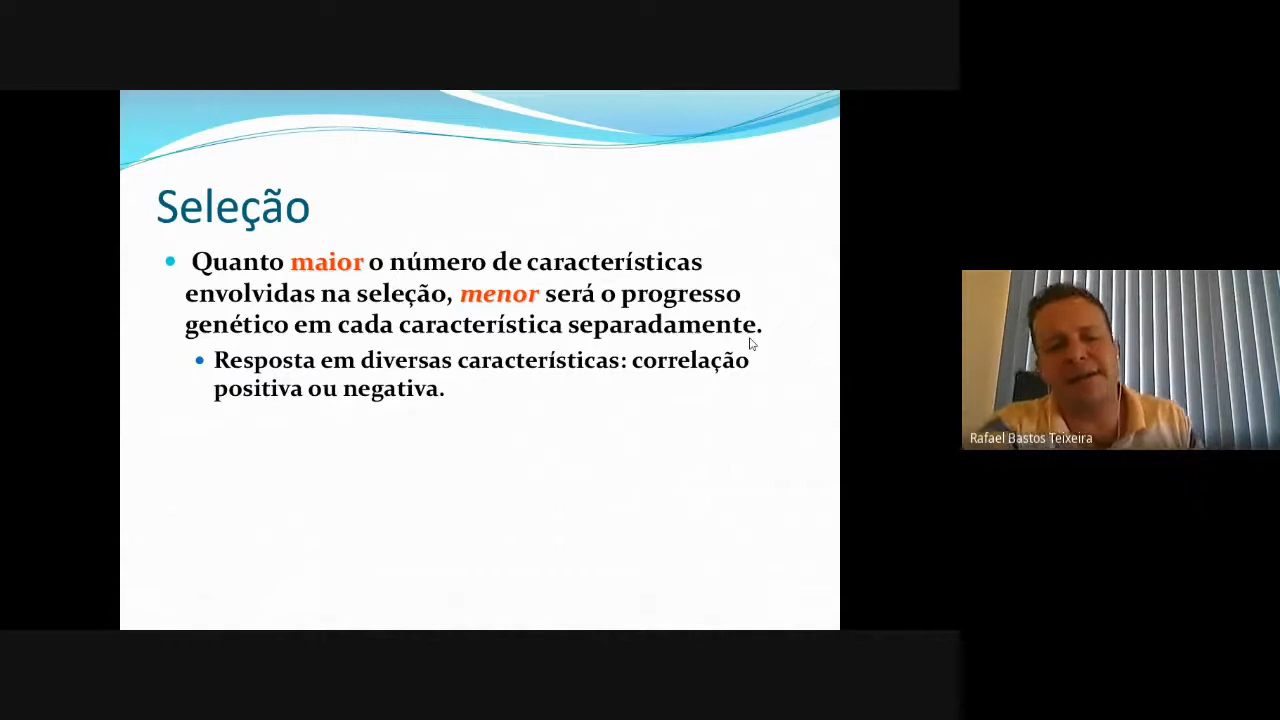 Seleção
Quanto maior o número de características
envolvidas na seleção, menor será o progresso
genético em cada característica separadamente.
Resposta em diversas características: correlação
positiva ou negativa.
Rafael Bastos Teixeira